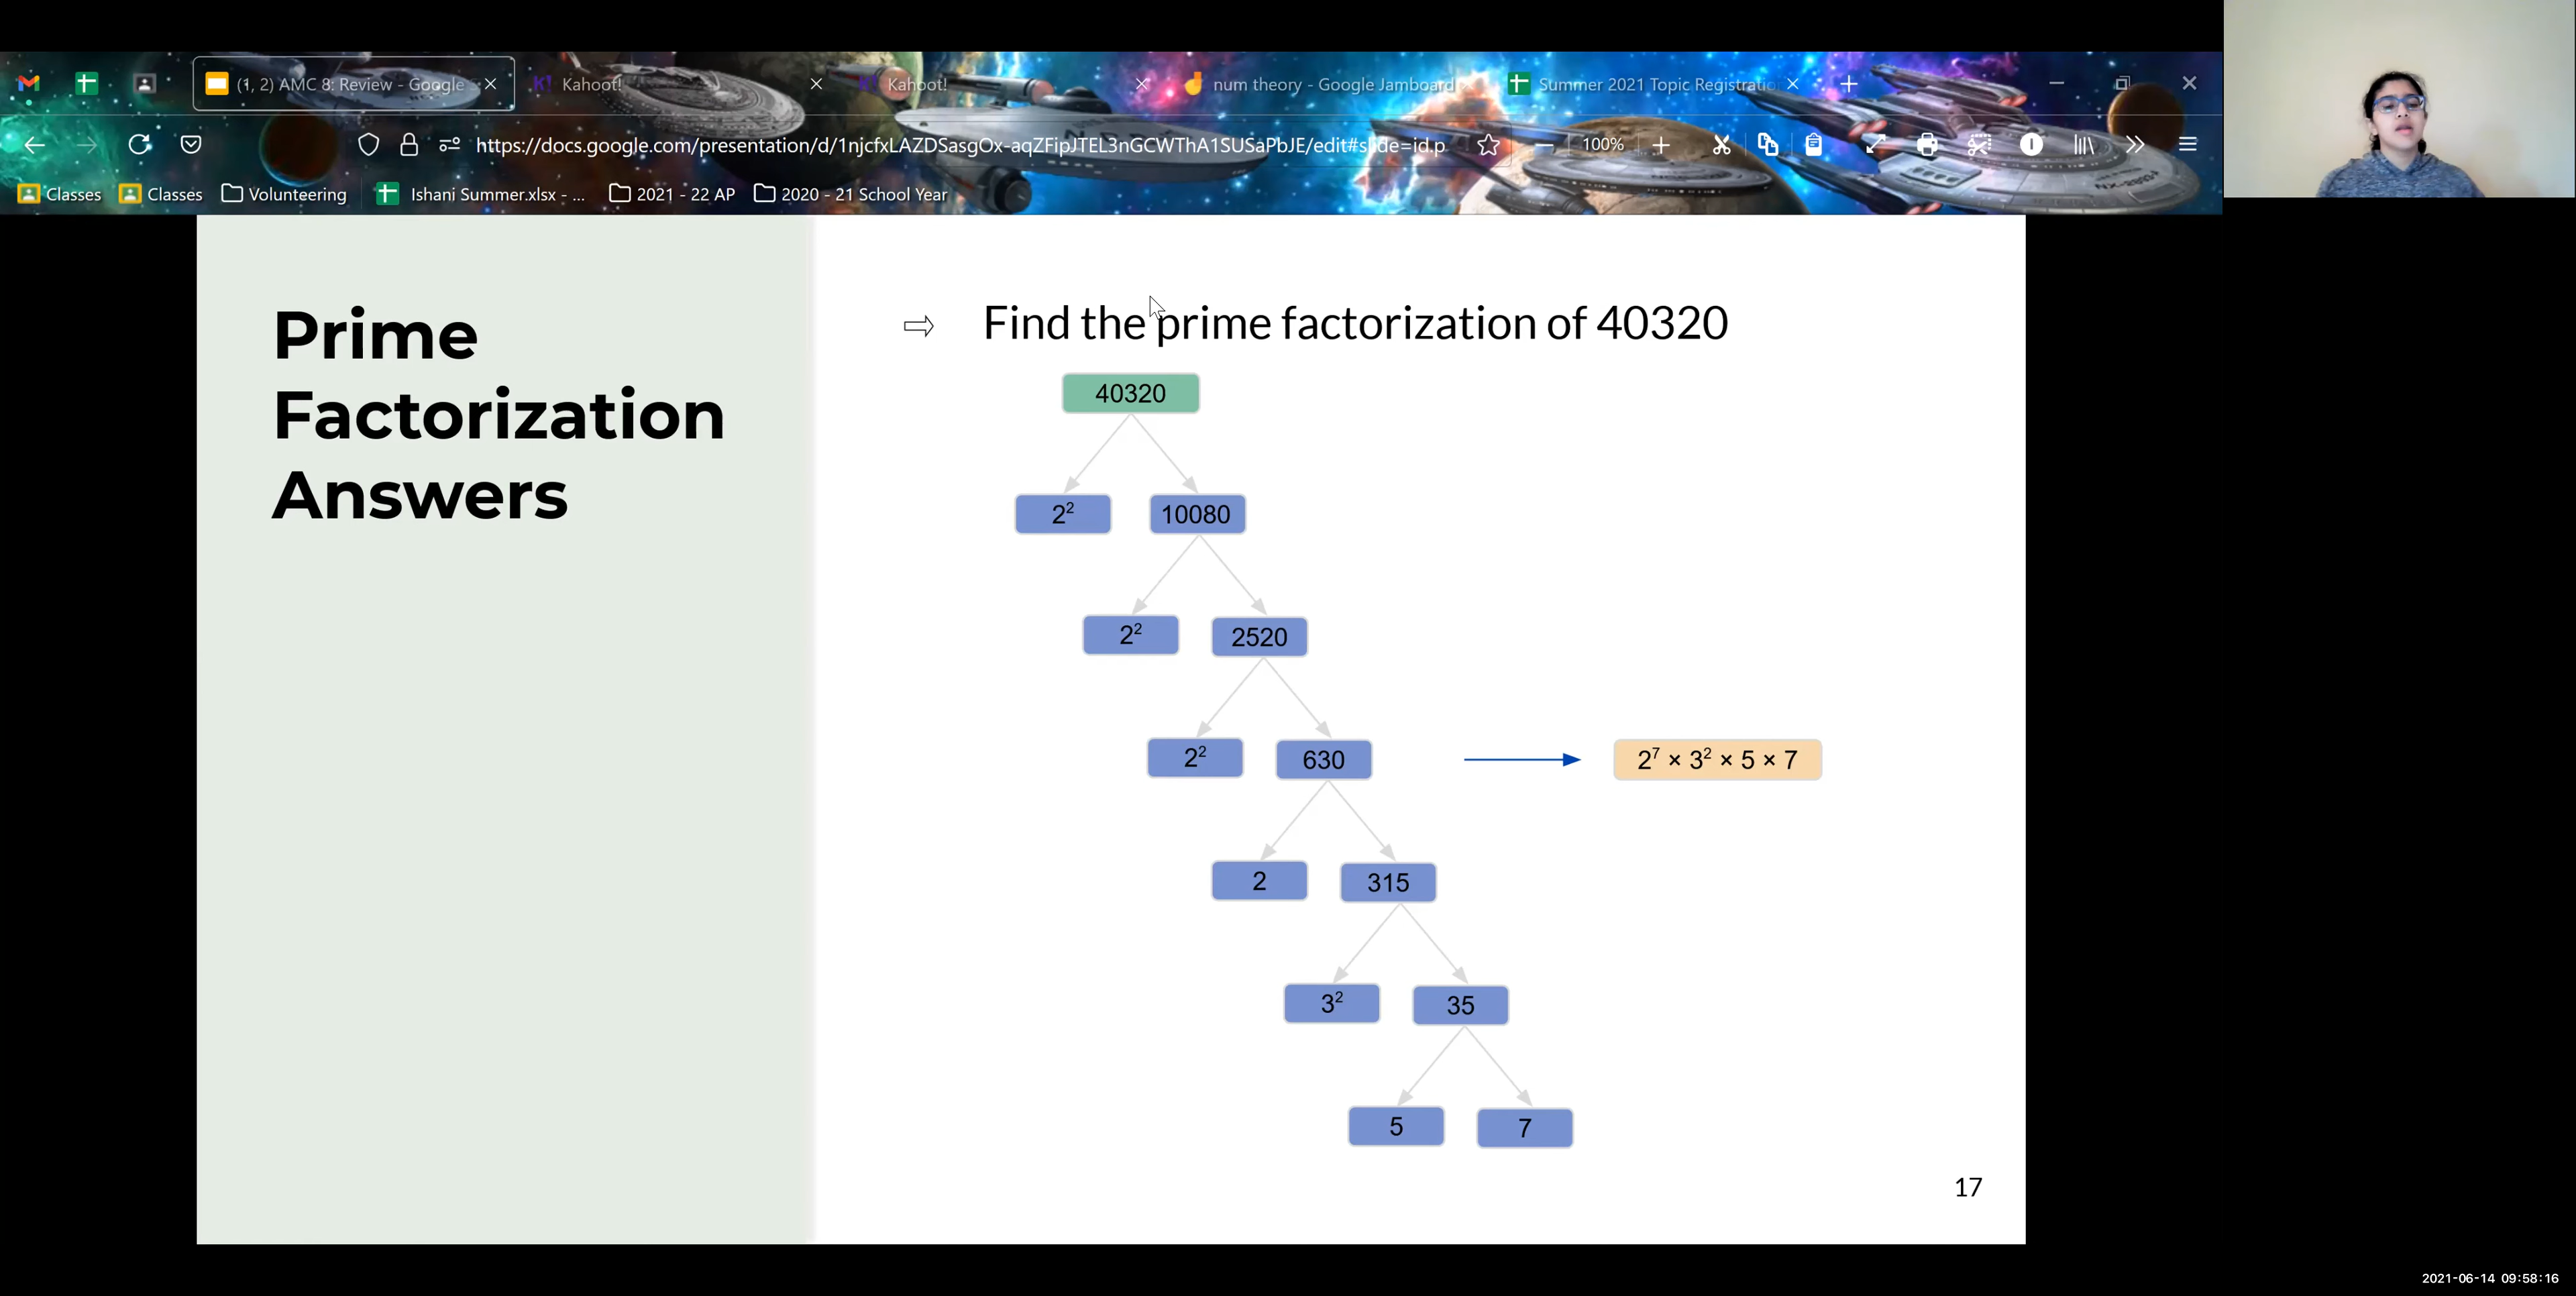 (1, 2) AMC 8: Review - Google S
Kahoot!
Kahoot!
num theory - Google Jamboard
Summer 2021 Topic Registratio
https://docs.google.com/presentation/d/1njcfxLAZDSasgOx-aqZFipJTEL3nGCWThA1SUSaPbJE/edit#slide=id.p
100%
Classes
Classes
Volunteering
Ishani Summer.xlsx - ...
2021 - 22 AP
2020 - 21 School Year
Prime
Factorization
Answers
⇨ Find the prime factorization of 40320
40320
2² 10080
2² 2520
2² 630
2⁷ × 3² × 5 × 7
2 315
3² 35
5 7
17
2021-06-14 09:58:16